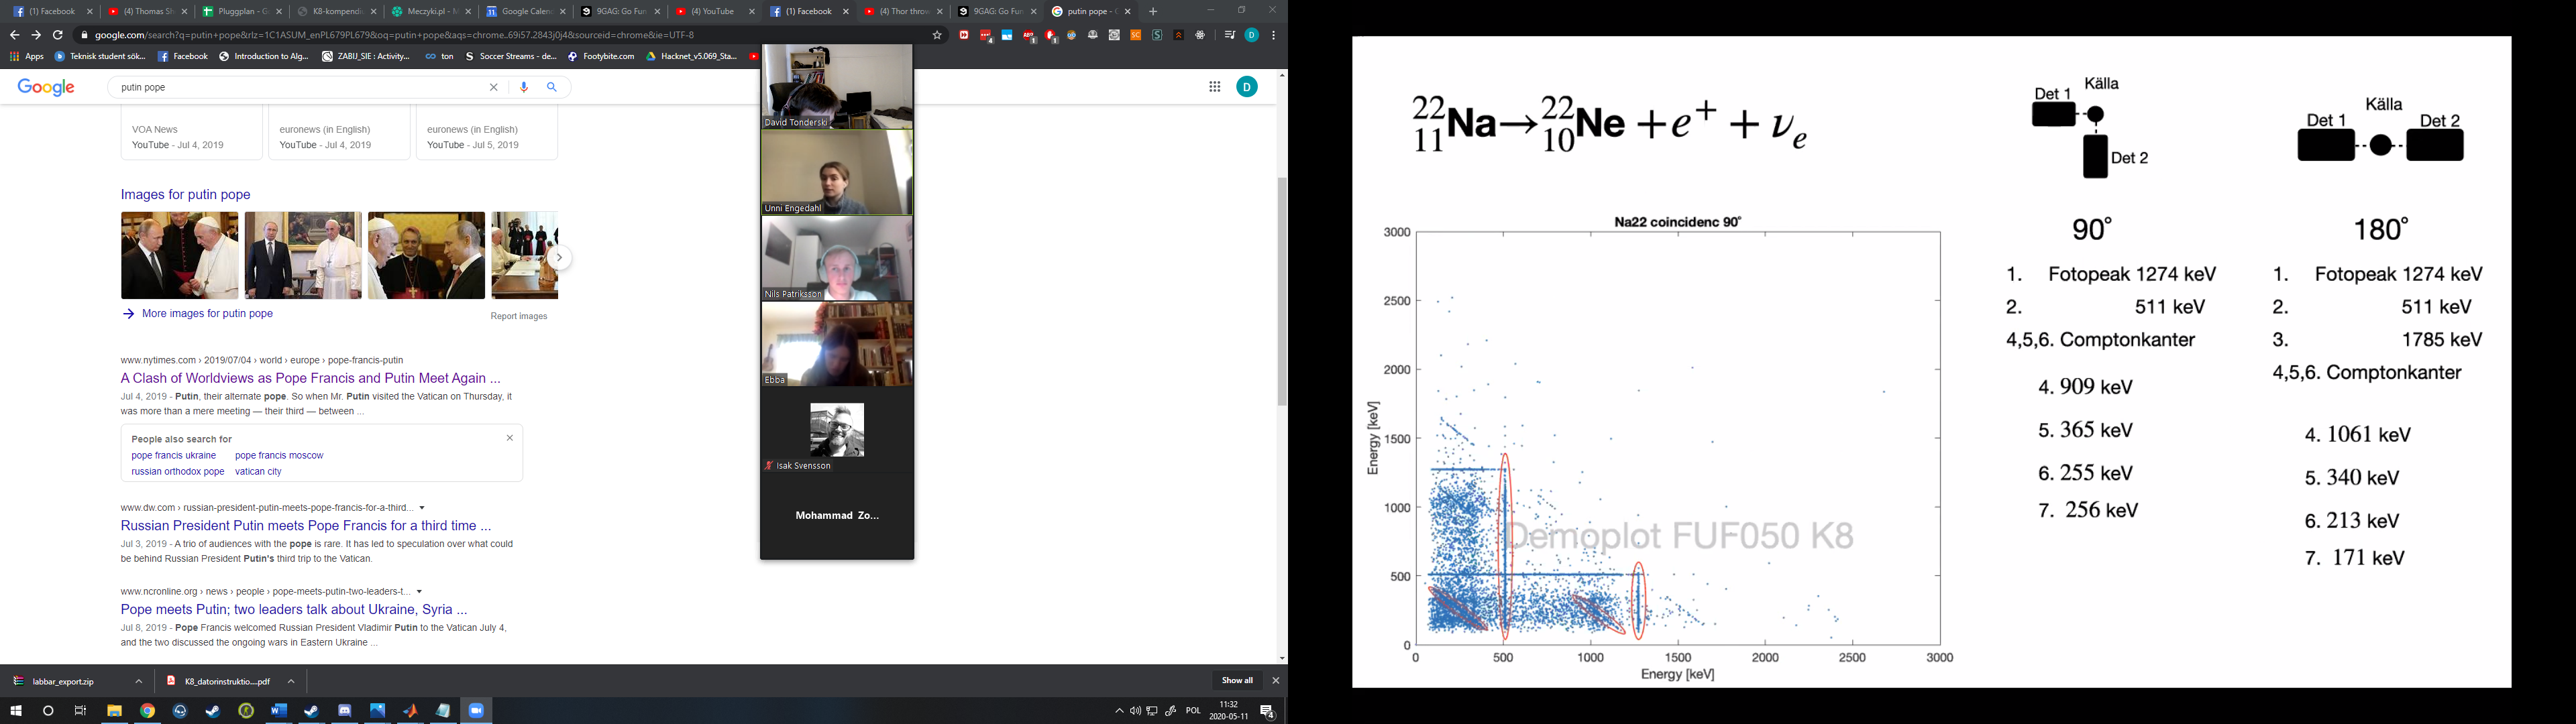 (1) Facebook
(4) Thomas Sh
Pluggplan - G
K8-kompendi
Meczyki.pl - M
Google Calen
9GAG: Go Fun
(4) YouTube
(1) Facebook
(4) Thor throw
9GAG: Go Fun
putin pope - G
google.com/search?q=putin+pope&rlz=1C1ASUM_enPL679PL679&oq=putin+pope&aqs=chrome..69i57.2843j0j4&sourceid=chrome&ie=UTF-8
Apps
Teknisk student sök...
Facebook
Introduction to Alg...
ZABIJ_SIE : Activity...
ton
Soccer Streams - de...
Footybite.com
Hacknet_v5.069_Sta...
Google
putin pope
D
VOA News
YouTube - Jul 4, 2019
euronews (in English)
YouTube - Jul 4, 2019
euronews (in English)
YouTube - Jul 5, 2019
Images for putin pope
More images for putin pope
Report images
www.nytimes.com › 2019/07/04 › world › europe › pope-francis-putin
A Clash of Worldviews as Pope Francis and Putin Meet Again ...
Jul 4, 2019 - Putin, their alternate pope. So when Mr. Putin visited the Vatican on Thursday, it
was more than a mere meeting — their third — between ...
People also search for
pope francis ukraine
pope francis moscow
russian orthodox pope
vatican city
www.dw.com › russian-president-putin-meets-pope-francis-for-a-third...
Russian President Putin meets Pope Francis for a third time ...
Jul 3, 2019 - A trio of audiences with the pope is rare. It has led to speculation over what could
be behind Russian President Putin's third trip to the Vatican.
www.ncronline.org › news › people › pope-meets-putin-two-leaders-t...
Pope meets Putin; two leaders talk about Ukraine, Syria ...
Jul 8, 2019 - Pope Francis welcomed Russian President Vladimir Putin to the Vatican July 4,
and the two discussed the ongoing wars in Eastern Ukraine ...
David Tonderski
Unni Engedahl
Nils Patriksson
Ebba
Isak Svensson
Mohammad Zo...
labbar_export.zip
K8_datorinstruktio....pdf
Show all
POL
11:32
2020-05-11
4
²²₁₁Na→²²₁₀Ne +e⁺ + νₑ
Källa
Det 1
Det 2
Källa
Det 1
Det 2
Na22 coincidenc 90°
Energy [keV]
3000
2500
2000
1500
1000
500
0
0 500 1000 1500 2000 2500 3000
Energy [keV]
Demoplot FUF050 K8
90°
1. Fotopeak 1274 keV
2. 511 keV
4,5,6. Comptonkanter
4. 909 keV
5. 365 keV
6. 255 keV
7. 256 keV
180°
1. Fotopeak 1274 keV
2. 511 keV
3. 1785 keV
4,5,6. Comptonkanter
4. 1061 keV
5. 340 keV
6. 213 keV
7. 171 keV